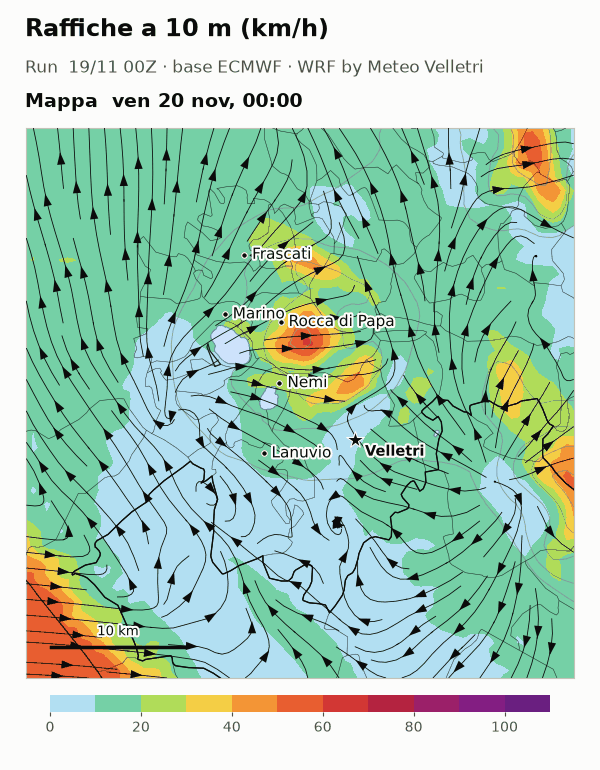 Raffiche a 10 m (km/h)
Run  19/11 00Z · base ECMWF · WRF by Meteo Velletri
Mappa  ven 20 nov, 00:00
Frascati
Marino
Rocca di Papa
Nemi
Lanuvio
Velletri
10 km
0 20 40 60 80 100